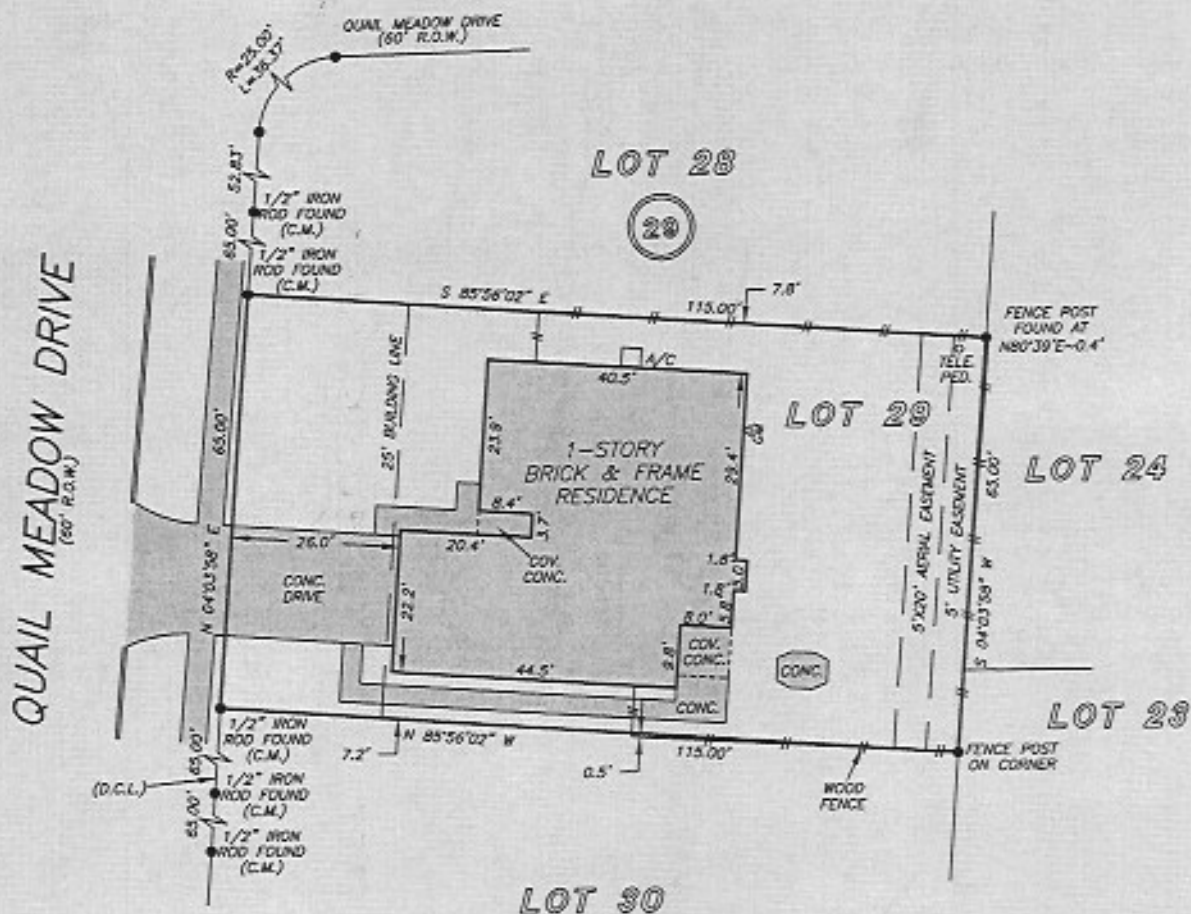 QUAIL MEADOW DRIVE
(60' R.O.W.)
R=25.00'
L=36.37'
52.83'
1/2" IRON
ROD FOUND
(C.M.)
65.00'
1/2" IRON
ROD FOUND
(C.M.)
LOT 28
29
QUAIL MEADOW DRIVE
(60' R.O.W.)
S 85°56'02" E
115.00'
7.8'
FENCE POST
FOUND AT
N80°39'E~0.4'
TELE.
PED.
A/C
40.5'
25' BUILDING LINE
65.00'
23.9'
1-STORY
BRICK & FRAME
RESIDENCE
LOT 29
29.4'
5'X20' AERIAL EASEMENT
5' UTILITY EASEMENT
65.00'
LOT 24
8.4'
3.7'
20.4'
COV.
CONC.
26.0'
CONC.
DRIVE
N 04°03'58" E
22.2'
1.8'
3.0'
1.8'
5.8'
8.0'
9.8'
COV.
CONC.
CONC.
CONC.
44.5'
S 04°03'58" W
LOT 23
1/2" IRON
ROD FOUND
(C.M.)
7.2'
N 85°56'02" W
0.5'
115.00'
WOOD
FENCE
FENCE POST
ON CORNER
65.00'
(D.C.L.)
1/2" IRON
ROD FOUND
(C.M.)
65.00'
1/2" IRON
ROD FOUND
(C.M.)
LOT 30